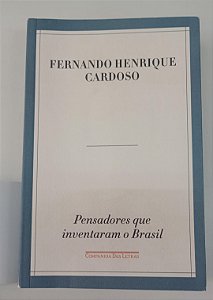 FERNANDO HENRIQUE
CARDOSO
Pensadores que
inventaram o Brasil
COMPANHIA DAS LETRAS